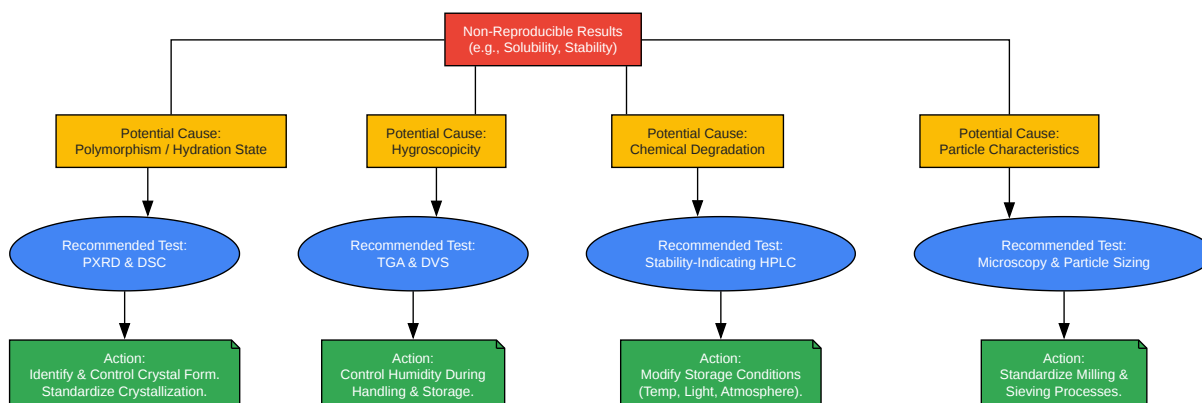 Non-Reproducible Results
(e.g., Solubility, Stability)
Potential Cause:
Polymorphism / Hydration State
Potential Cause:
Hygroscopicity
Potential Cause:
Chemical Degradation
Potential Cause:
Particle Characteristics
Recommended Test:
PXRD & DSC
Recommended Test:
TGA & DVS
Recommended Test:
Stability-Indicating HPLC
Recommended Test:
Microscopy & Particle Sizing
Action:
Identify & Control Crystal Form.
Standardize Crystallization.
Action:
Control Humidity During
Handling & Storage.
Action:
Modify Storage Conditions
(Temp, Light, Atmosphere).
Action:
Standardize Milling &
Sieving Processes.